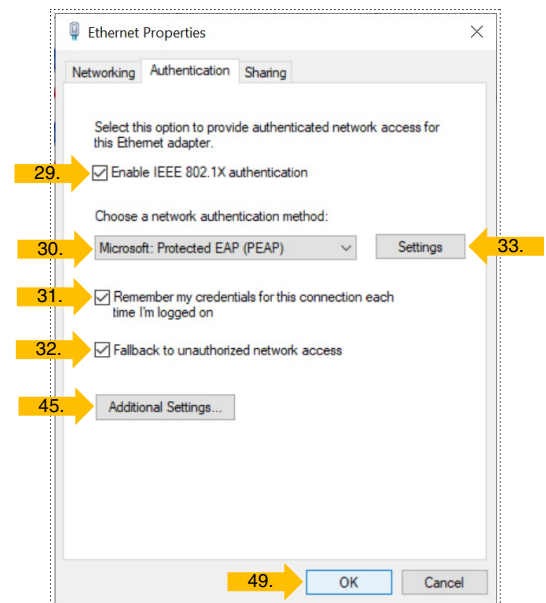 Ethernet Properties
Networking Authentication Sharing
Select this option to provide authenticated network access for
this Ethernet adapter.
29. Enable IEEE 802.1X authentication
Choose a network authentication method:
30. Microsoft: Protected EAP (PEAP) Settings 33.
31. Remember my credentials for this connection each
time I'm logged on
32. Fallback to unauthorized network access
45. Additional Settings...
49. OK Cancel